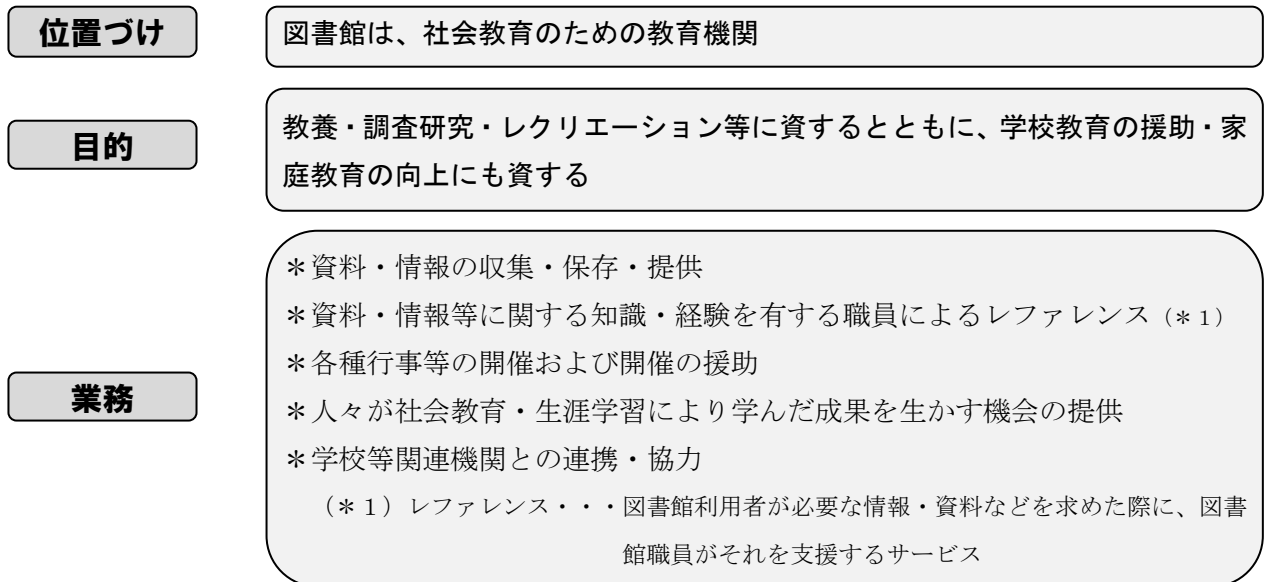 位置づけ
図書館は、社会教育のための教育機関
目的
教養・調査研究・レクリエーション等に資するとともに、学校教育の援助・家
庭教育の向上にも資する
業務
＊資料・情報の収集・保存・提供
＊資料・情報等に関する知識・経験を有する職員によるレファレンス（＊１）
＊各種行事等の開催および開催の援助
＊人々が社会教育・生涯学習により学んだ成果を生かす機会の提供
＊学校等関連機関との連携・協力
（＊１）レファレンス・・・図書館利用者が必要な情報・資料などを求めた際に、図書
館職員がそれを支援するサービス